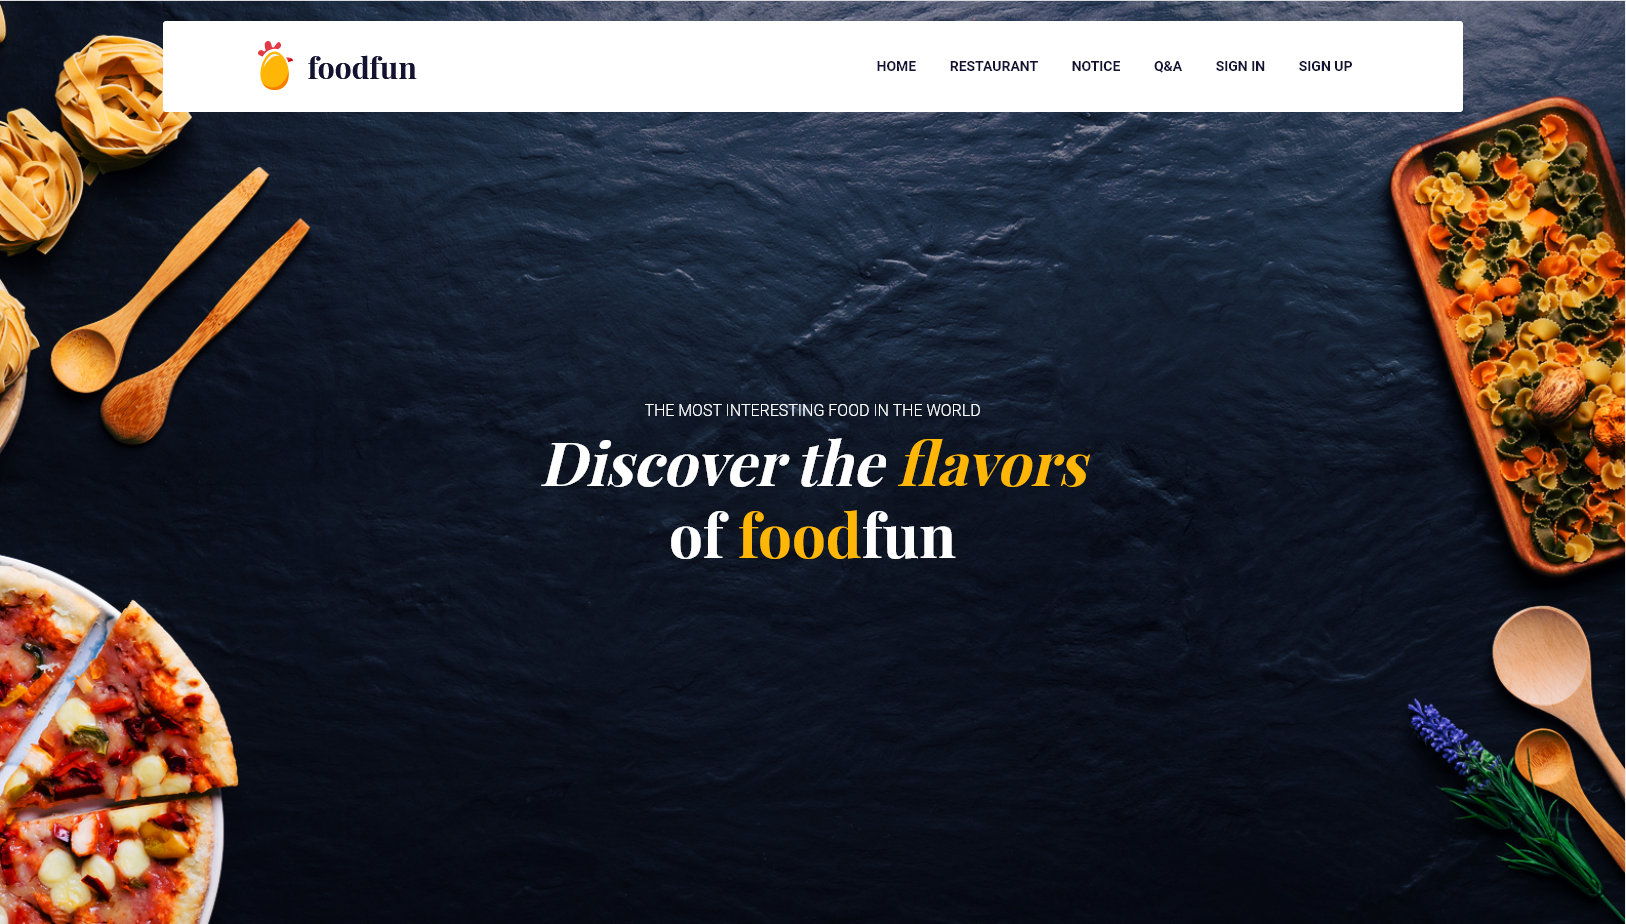 foodfun
HOME RESTAURANT NOTICE Q&A SIGN IN SIGN UP
THE MOST INTERESTING FOOD IN THE WORLD
Discover the flavors
of foodfun